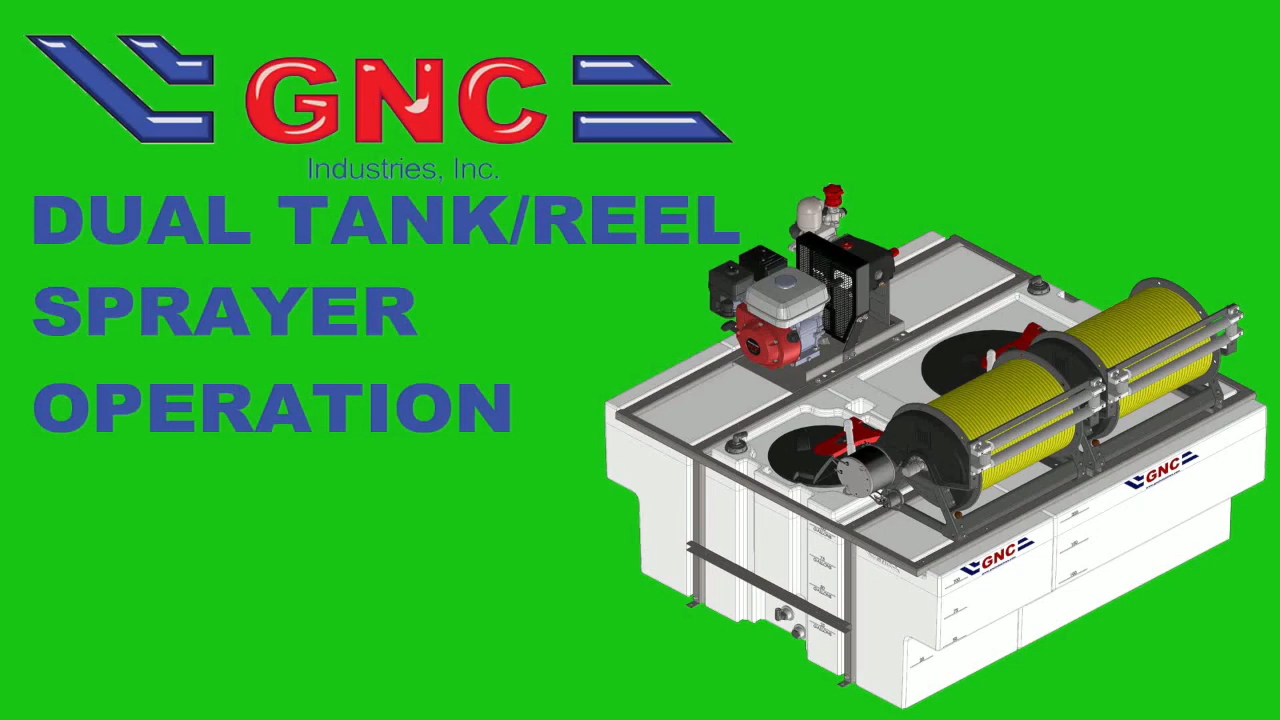 GNC
Industries, Inc.
DUAL TANK/REEL
SPRAYER
OPERATION
GNC
GNC